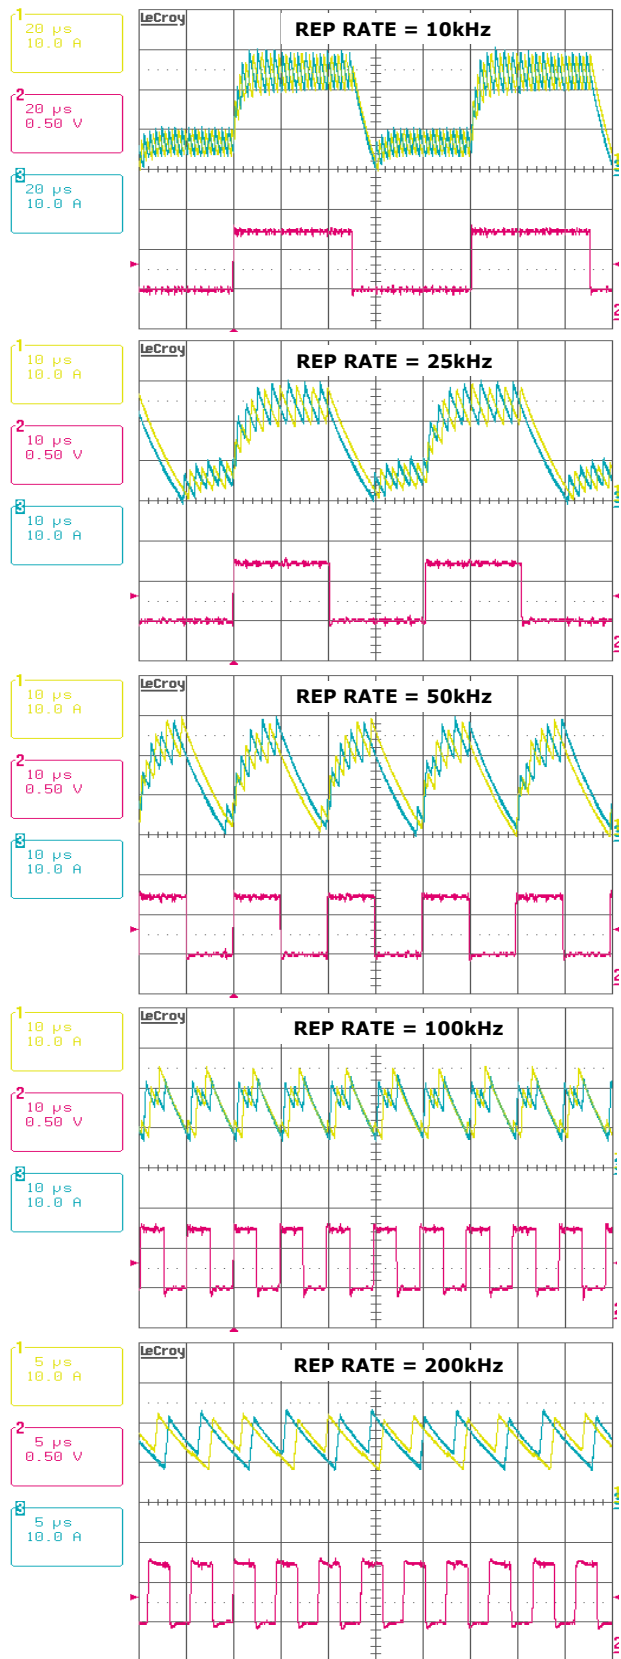 1
20 µs
10.0 A
2
20 µs
0.50 V
3
20 µs
10.0 A
LeCroy
REP RATE = 10kHz
1
10 µs
10.0 A
2
10 µs
0.50 V
3
10 µs
10.0 A
LeCroy
REP RATE = 25kHz
1
10 µs
10.0 A
2
10 µs
0.50 V
3
10 µs
10.0 A
LeCroy
REP RATE = 50kHz
1
10 µs
10.0 A
2
10 µs
0.50 V
3
10 µs
10.0 A
LeCroy
REP RATE = 100kHz
1
5 µs
10.0 A
2
5 µs
0.50 V
3
5 µs
10.0 A
LeCroy
REP RATE = 200kHz